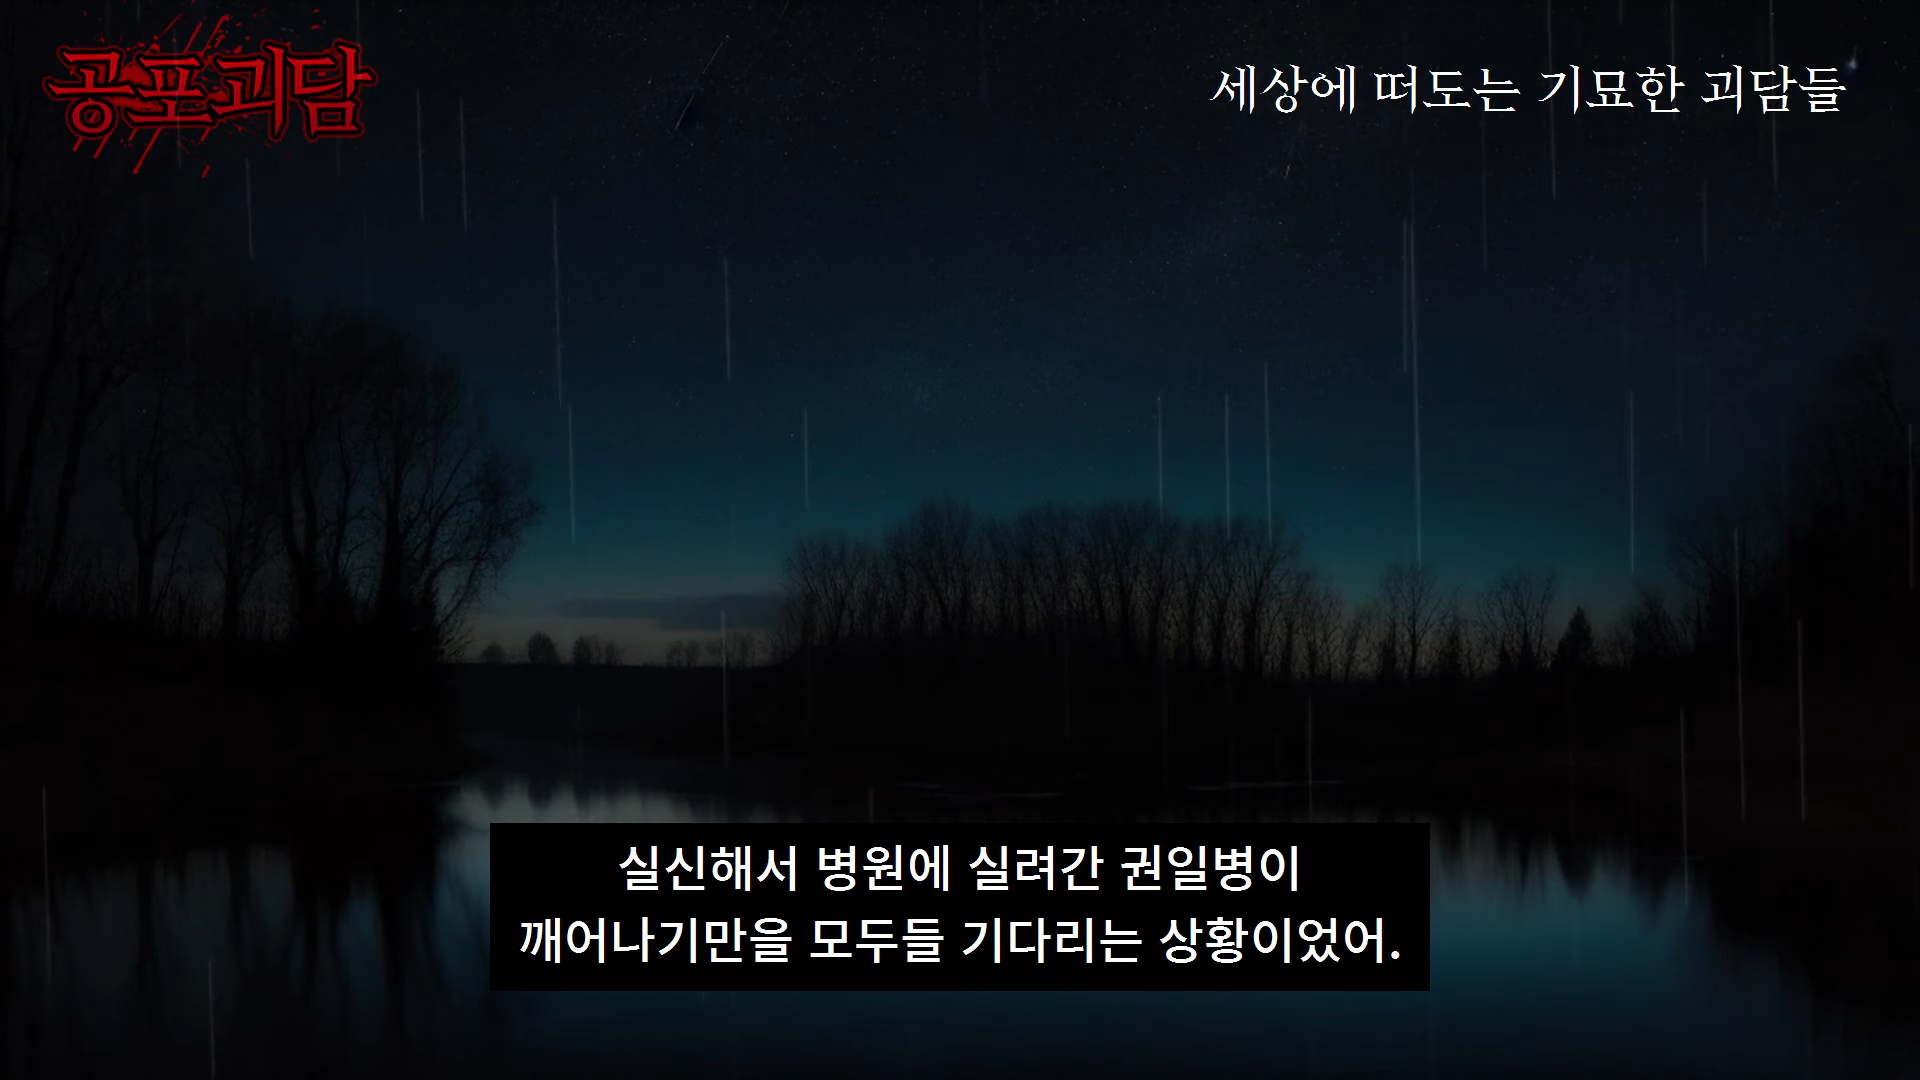 공포괴담
세상에 떠도는 기묘한 괴담들
실신해서 병원에 실려간 권일병이
깨어나기만을 모두들 기다리는 상황이었어.